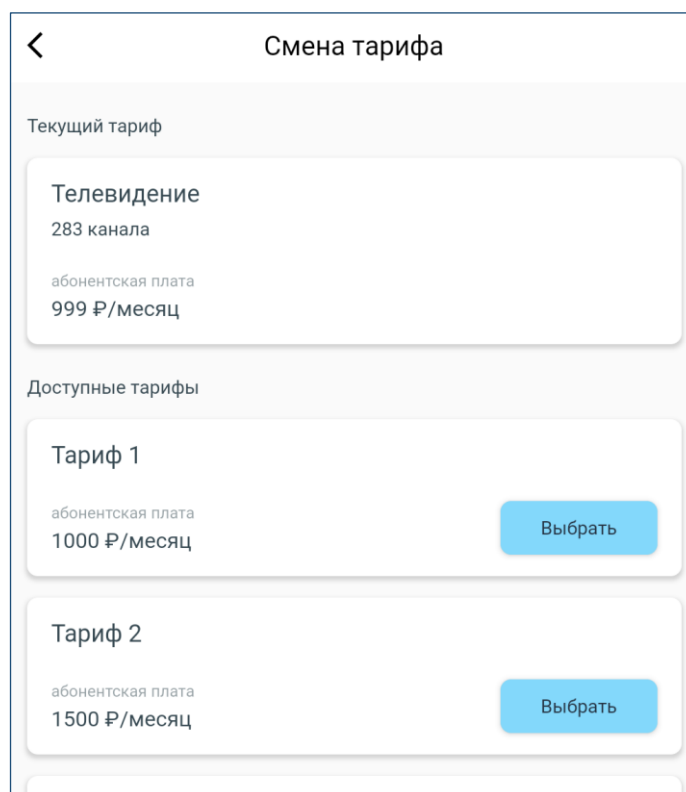 Смена тарифа
Текущий тариф
Телевидение
283 канала
абонентская плата
999 ₽/месяц
Доступные тарифы
Тариф 1
абонентская плата
1000 ₽/месяц
Выбрать
Тариф 2
абонентская плата
1500 ₽/месяц
Выбрать